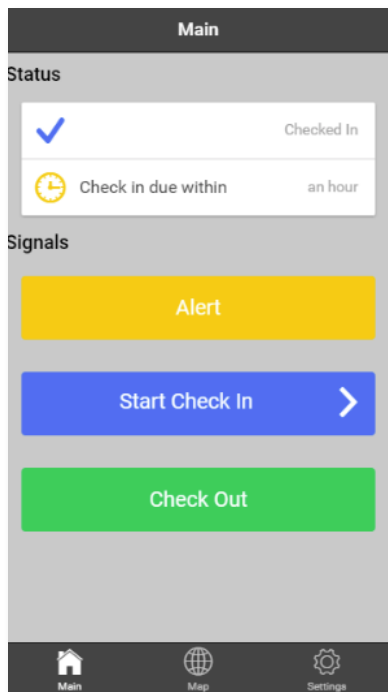 Main
Status
Checked In
Check in due within an hour
Signals
Alert
Start Check In
Check Out
Main Map Settings